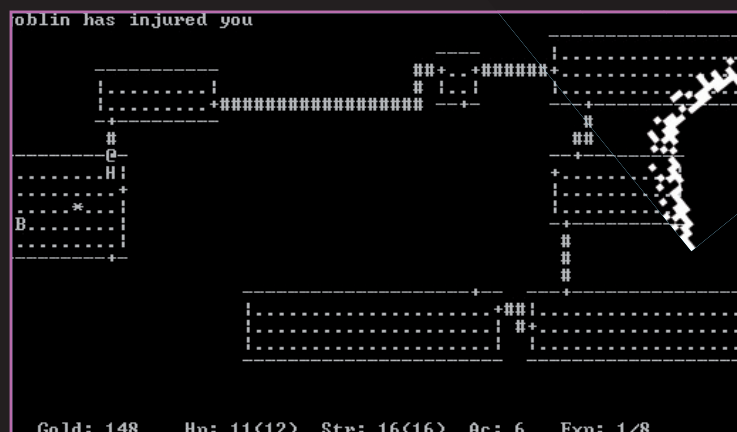 oblin has injured you
Gold: 148 Hp: 11(12) Str: 16(16) Ac: 6 Exp: 1/8